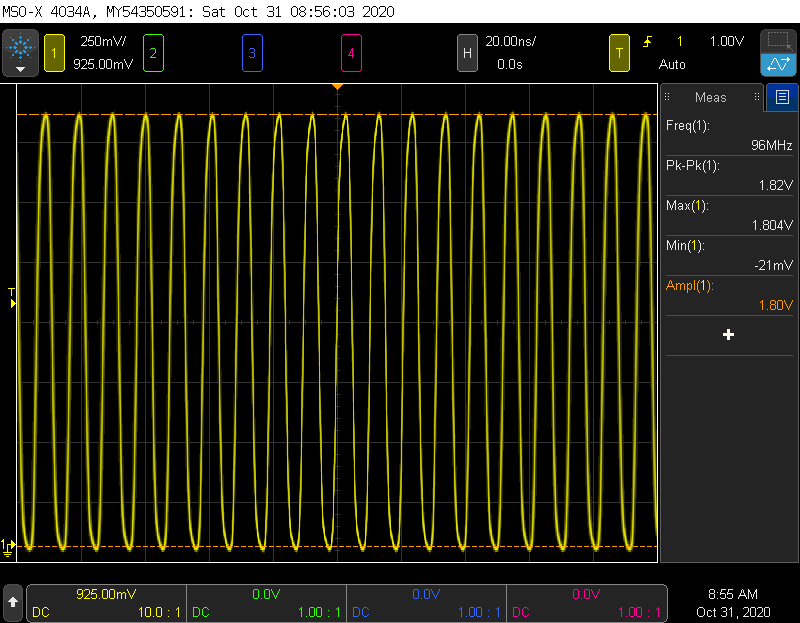 MSO-X 4034A, MY54350591: Sat Oct 31 08:56:03 2020
1 250mV/ 2 3 4 H 20.00ns/ T 1 1.00V
925.00mV 0.0s Auto
Meas
Freq(1):
96MHz
Pk-Pk(1):
1.82V
Max(1):
1.804V
Min(1):
-21mV
Ampl(1):
1.80V
T
1
925.00mV 0.0V 0.0V 0.0V 8:55 AM
DC 10.0 : 1 DC 1.00 : 1 DC 1.00 : 1 DC 1.00 : 1 Oct 31, 2020